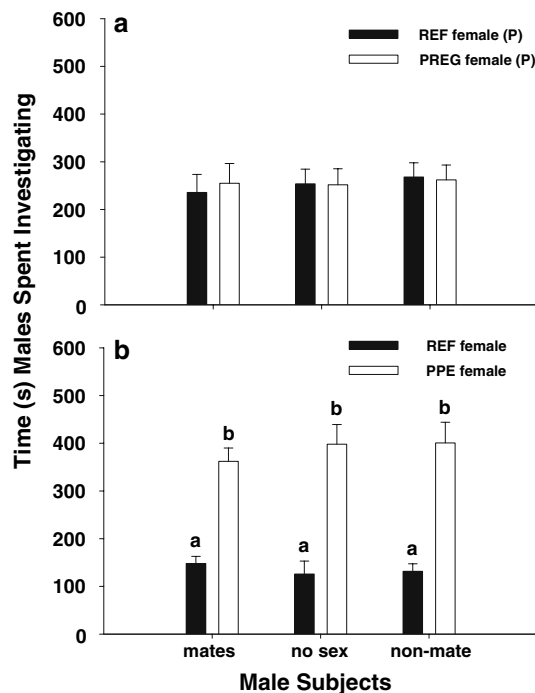 a
REF female (P)
PREG female (P)
600
500
400
300
200
100
0
Time (s) Males Spent Investigating
b
REF female
PPE female
600
500
400
300
200
100
0
b
b
b
a
a
a
mates
no sex
non-mate
Male Subjects